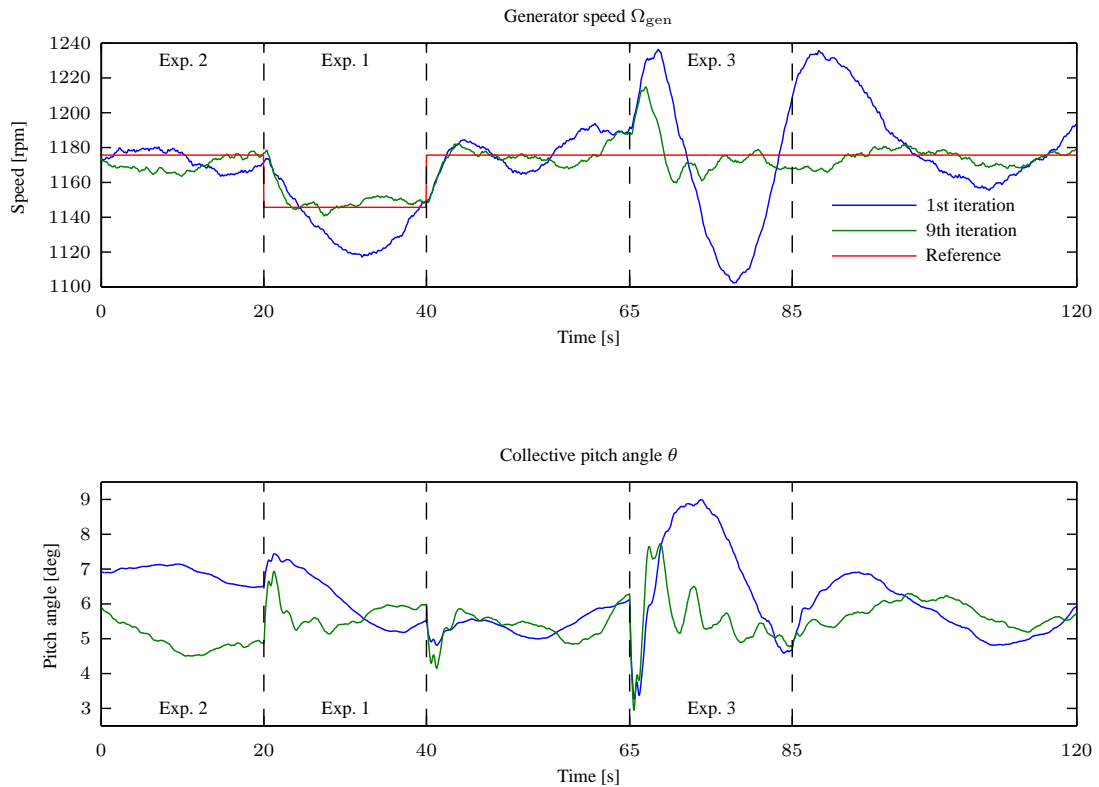 Generator speed Ωgen
1240
1220
1200
1180
1160
1140
1120
1100
Speed [rpm]
Exp. 2
Exp. 1
Exp. 3
1st iteration
9th iteration
Reference
0
20
40
65
85
120
Time [s]
Collective pitch angle θ
9
8
7
6
5
4
3
Pitch angle [deg]
Exp. 2
Exp. 1
Exp. 3
0
20
40
65
85
120
Time [s]